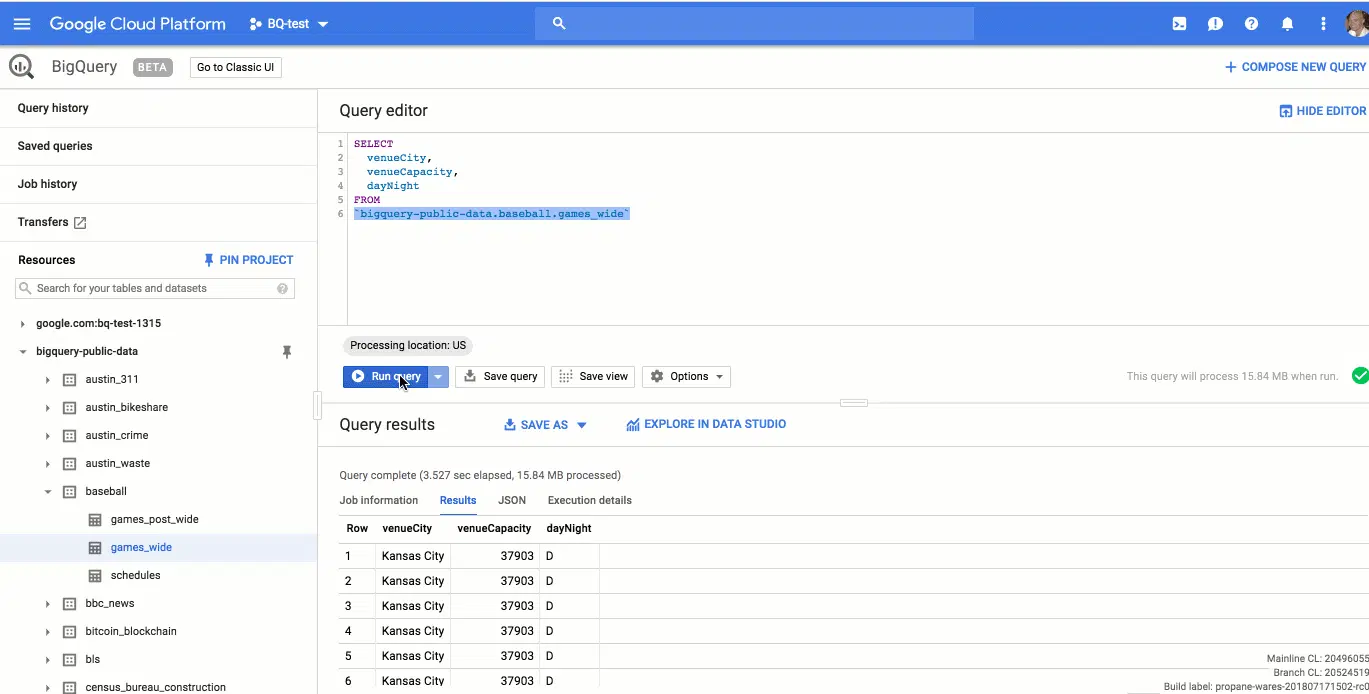 Google Cloud Platform BQ-test
BigQuery BETA Go to Classic UI COMPOSE NEW QUERY
Query history
Saved queries
Job history
Transfers
Resources PIN PROJECT
Search for your tables and datasets
google.com:bq-test-1315
bigquery-public-data
austin_311
austin_bikeshare
austin_crime
austin_waste
baseball
games_post_wide
games_wide
schedules
bbc_news
bitcoin_blockchain
bls
census_bureau_construction
Query editor HIDE EDITOR
1 SELECT
2 venueCity,
3 venueCapacity,
4 dayNight
5 FROM
6 `bigquery-public-data.baseball.games_wide`
Processing location: US
Run query Save query Save view Options This query will process 15.84 MB when run.
Query results SAVE AS EXPLORE IN DATA STUDIO
Query complete (3.527 sec elapsed, 15.84 MB processed)
Job information Results JSON Execution details
Row venueCity venueCapacity dayNight
1 Kansas City 37903 D
2 Kansas City 37903 D
3 Kansas City 37903 D
4 Kansas City 37903 D
5 Kansas City 37903 D
6 Kansas City 37903 D
Mainline CL: 20496055
Branch CL: 20524519
Build label: propane-wares-201807171502-rc0